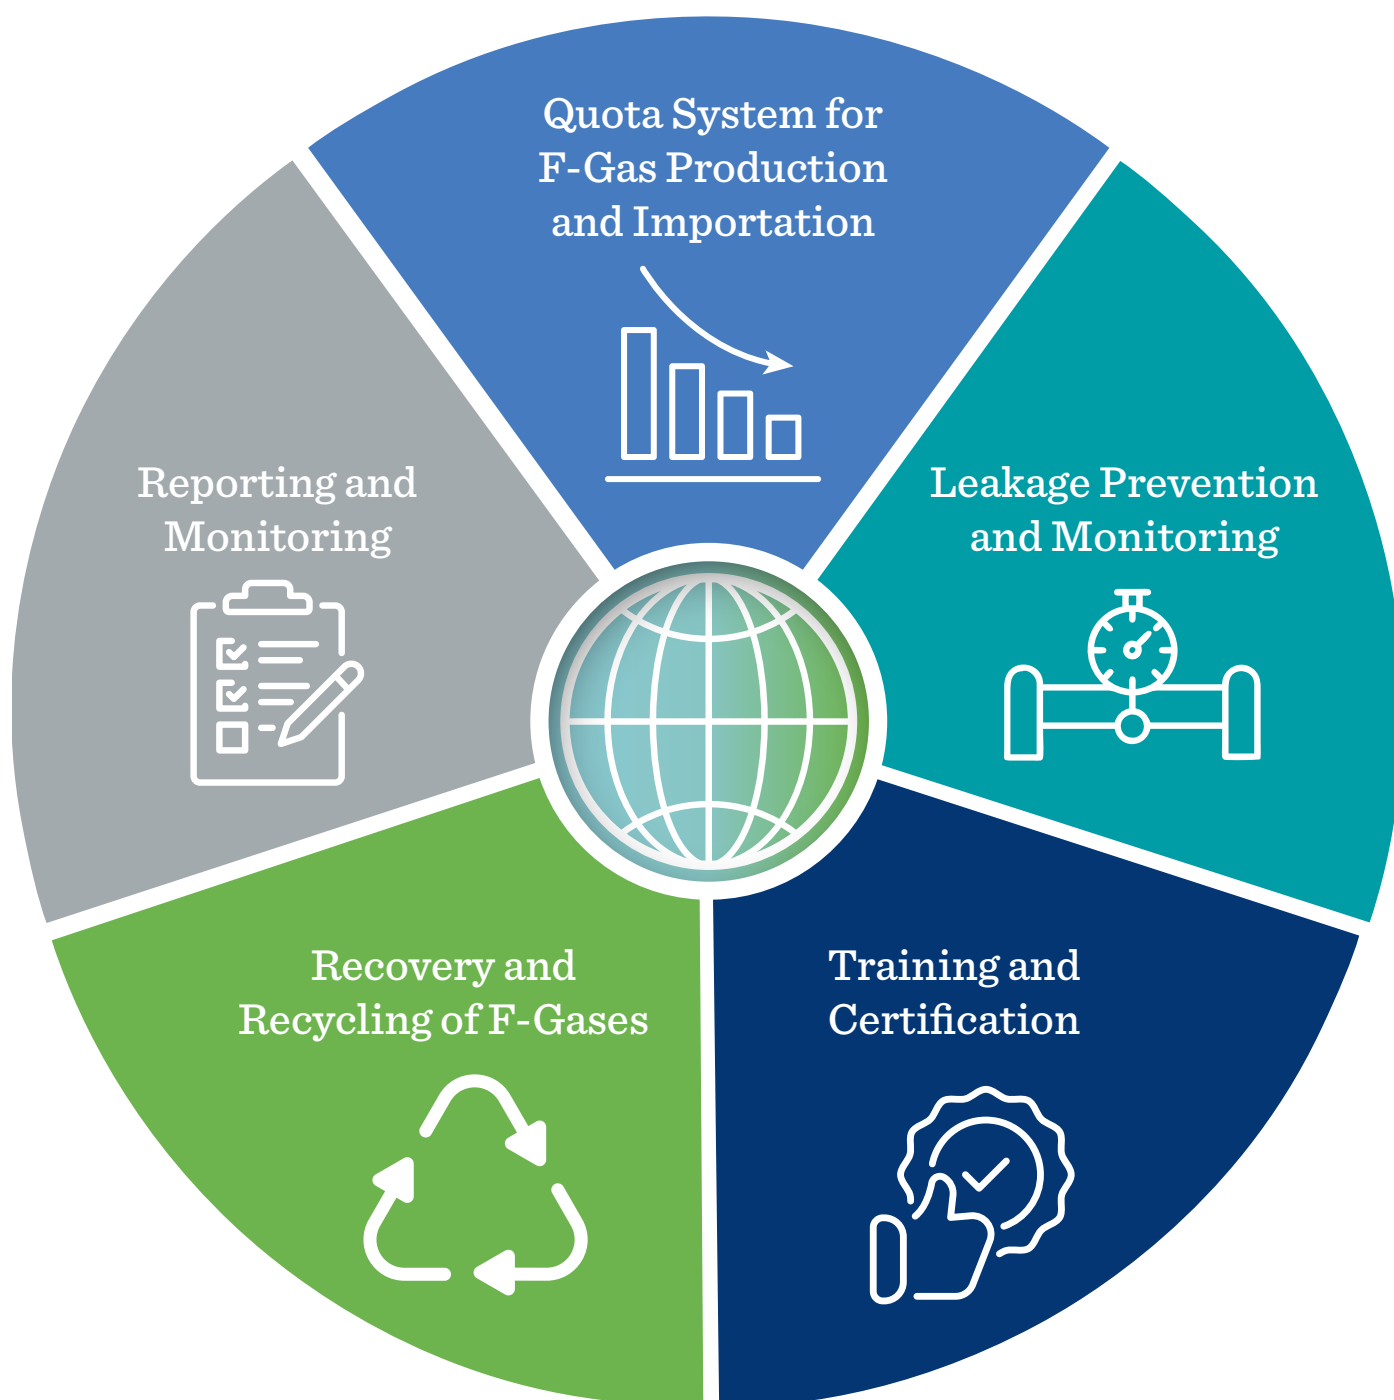 Quota System for
F-Gas Production
and Importation
Leakage Prevention
and Monitoring
Training and
Certification
Recovery and
Recycling of F-Gases
Reporting and
Monitoring